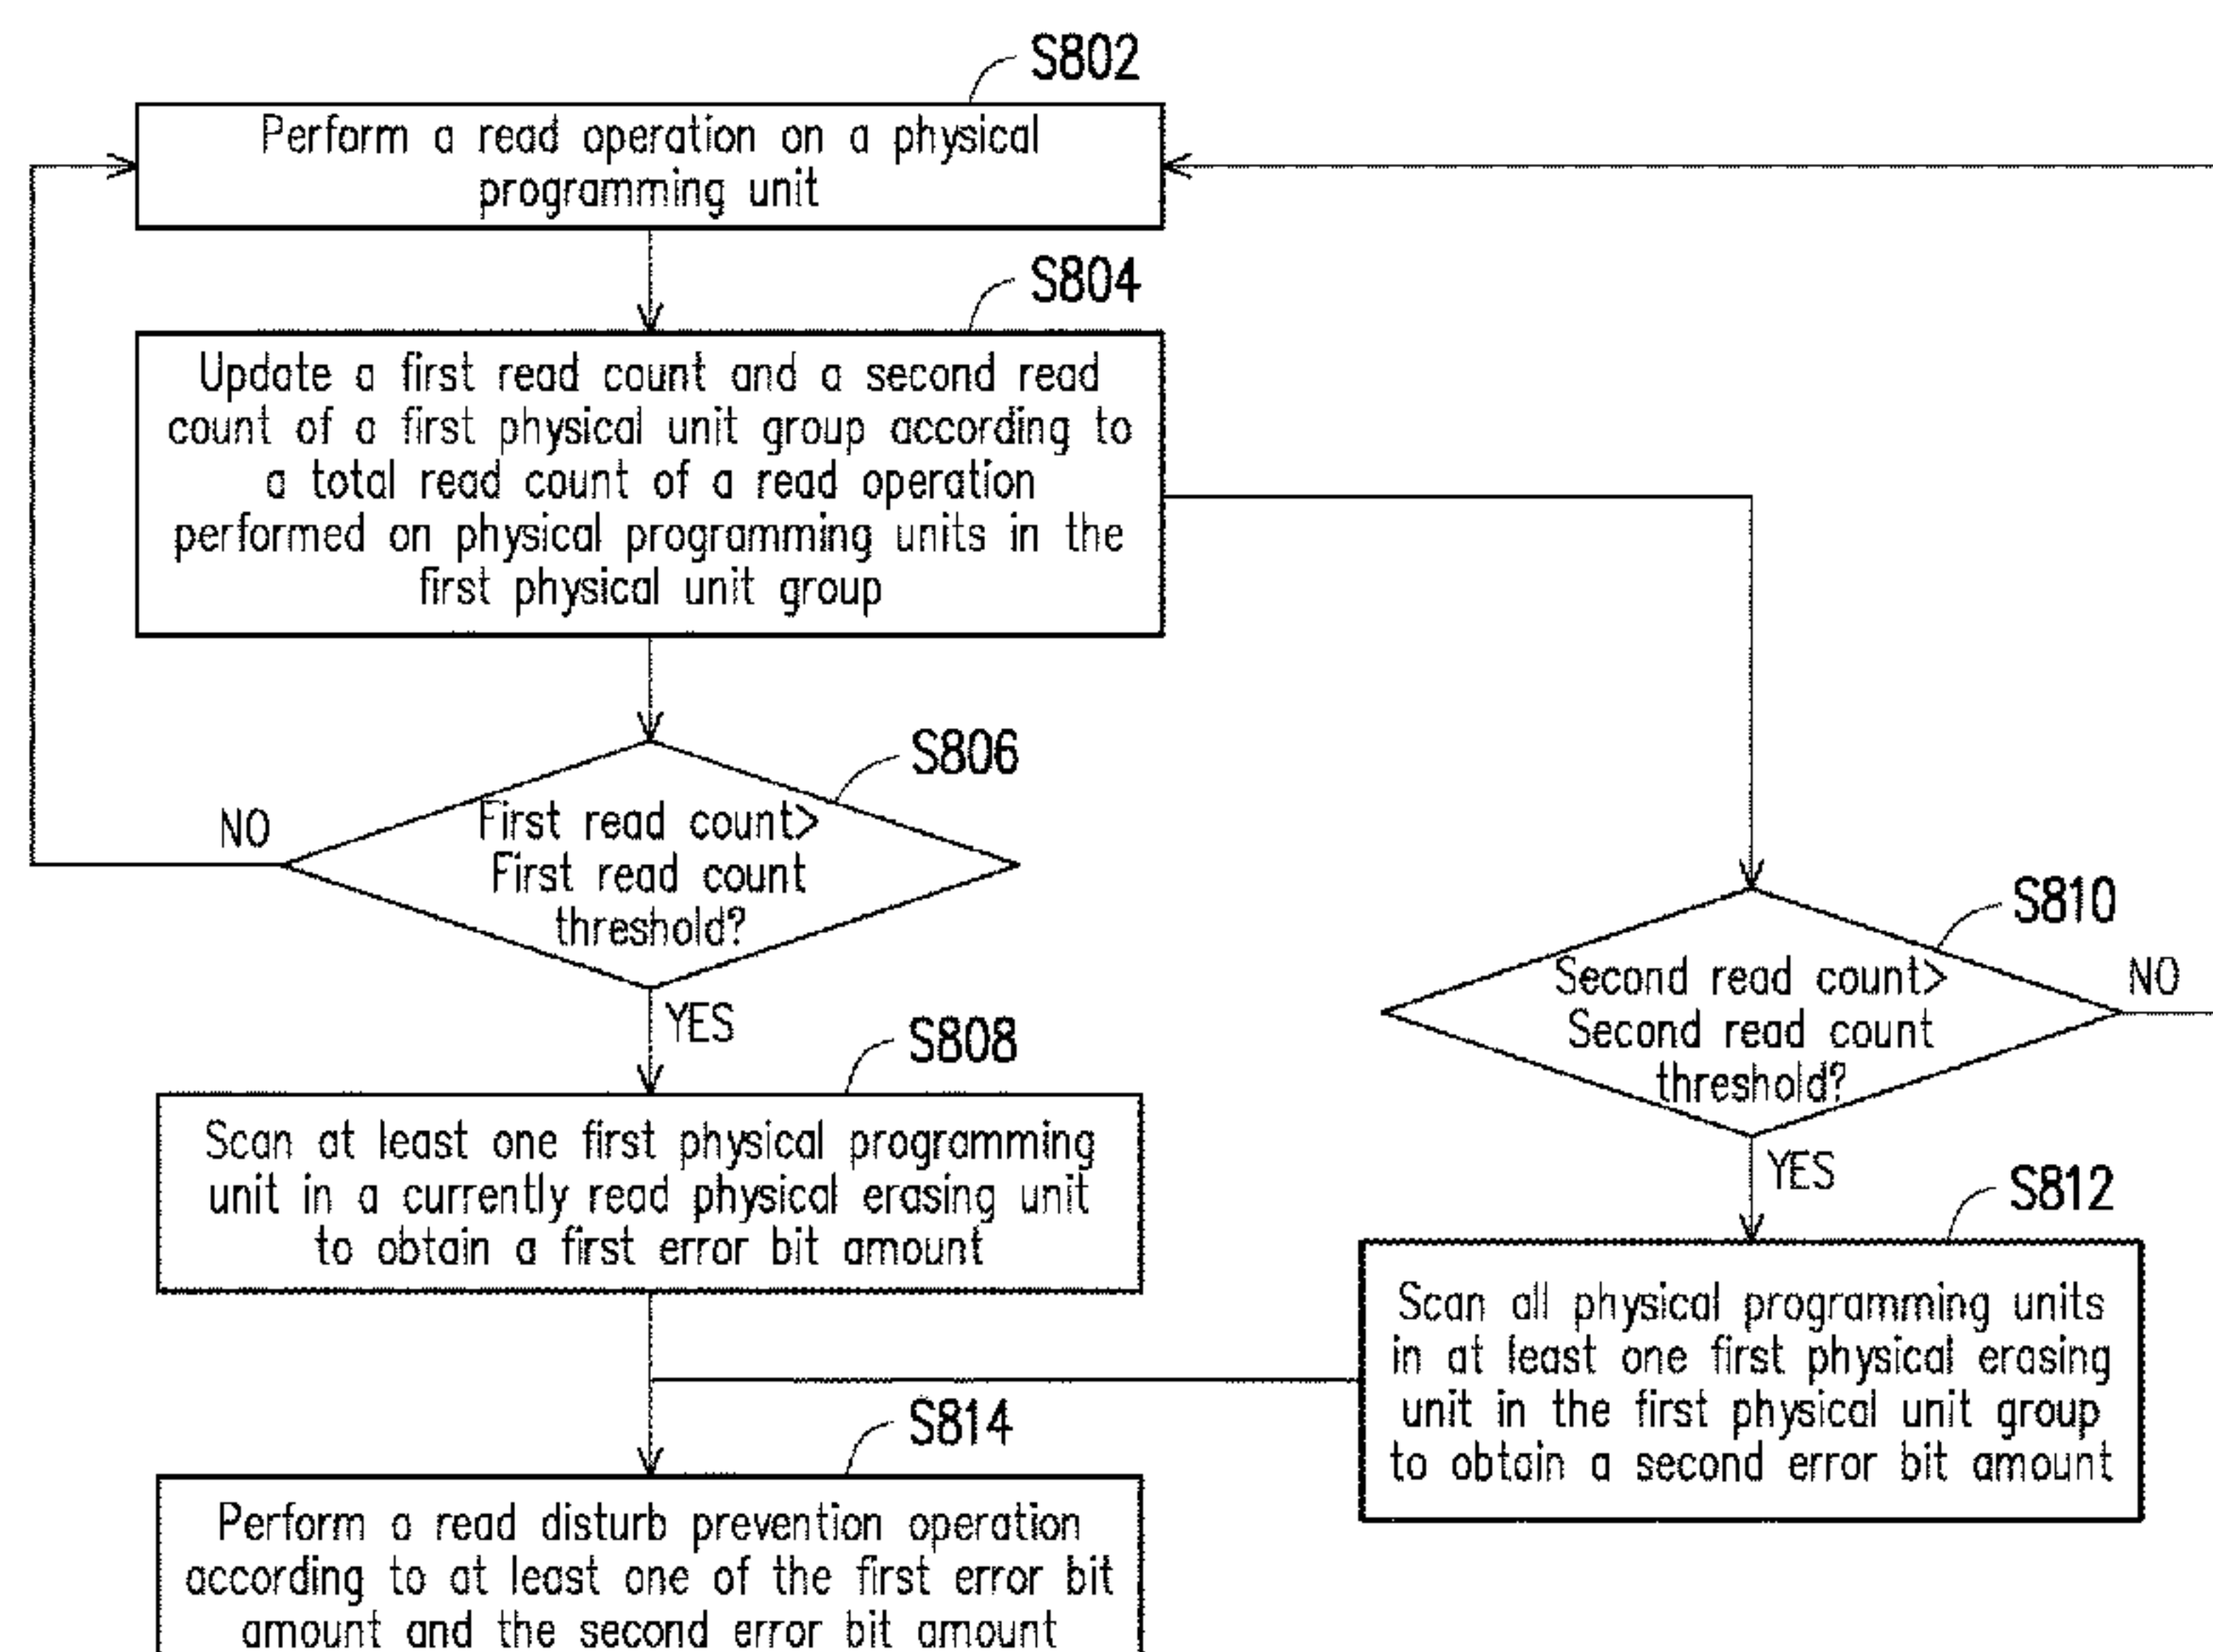 S802
Perform a read operation on a physical
programming unit
S804
Update a first read count and a second read
count of a first physical unit group according to
a total read count of a read operation
performed on physical programming units in the
first physical unit group
S806
First read count>
First read count
threshold?
NO
YES
S810
Second read count>
Second read count
threshold?
NO
YES
S808
Scan at least one first physical programming
unit in a currently read physical erasing unit
to obtain a first error bit amount
S812
Scan all physical programming units
in at least one first physical erasing
unit in the first physical unit group
to obtain a second error bit amount
S814
Perform a read disturb prevention operation
according to at least one of the first error bit
amount and the second error bit amount